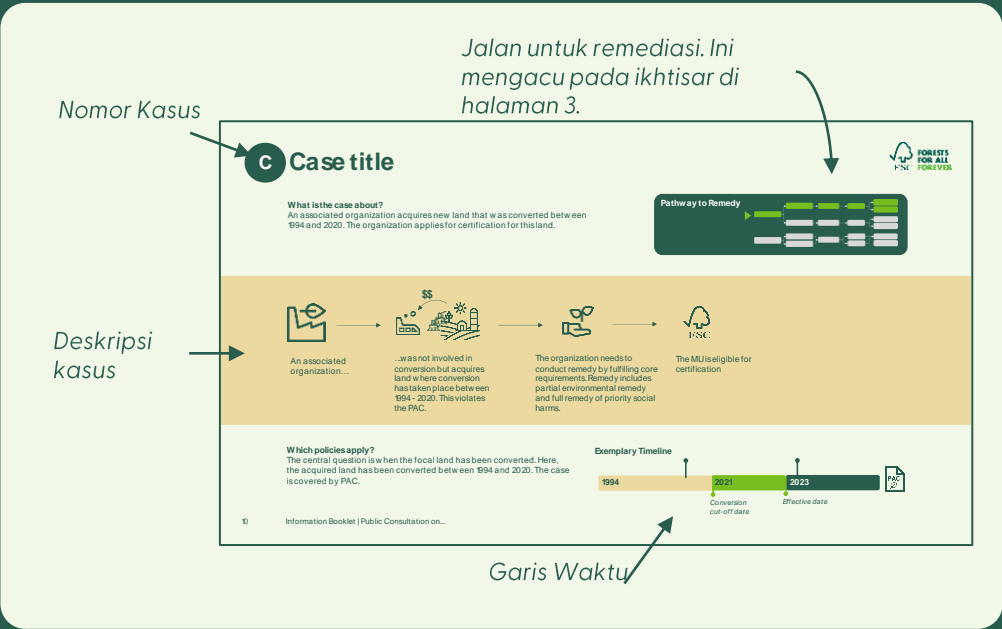 Jalan untuk remediasi. Ini
mengacu pada ikhtisar di
halaman 3.
Nomor Kasus
C Case title
FSC
FORESTS
FOR ALL
FOREVER
What is the case about?
An associated organization acquires new land that was converted between
1994 and 2020. The organization applies for certification for this land.
Pathway to Remedy
Deskripsi
kasus
$$
FSC
An associated
organization...
...was not involved in
conversion but acquires
land where conversion
has taken place between
1994 - 2020. This violates
the PAC.
The organization needs to
conduct remedy by fulfilling core
requirements. Remedy includes
partial environmental remedy
and full remedy of priority social
harms.
The MU is eligible for
certification
Which policies apply?
The central question is when the focal land has been converted. Here,
the acquired land has been converted between 1994 and 2020. The case
is covered by PAC.
Exemplary Timeline
1994
2021
2023
PAC
Conversion
cut-off date
Effective date
10
Information Booklet | Public Consultation on...
Garis Waktu